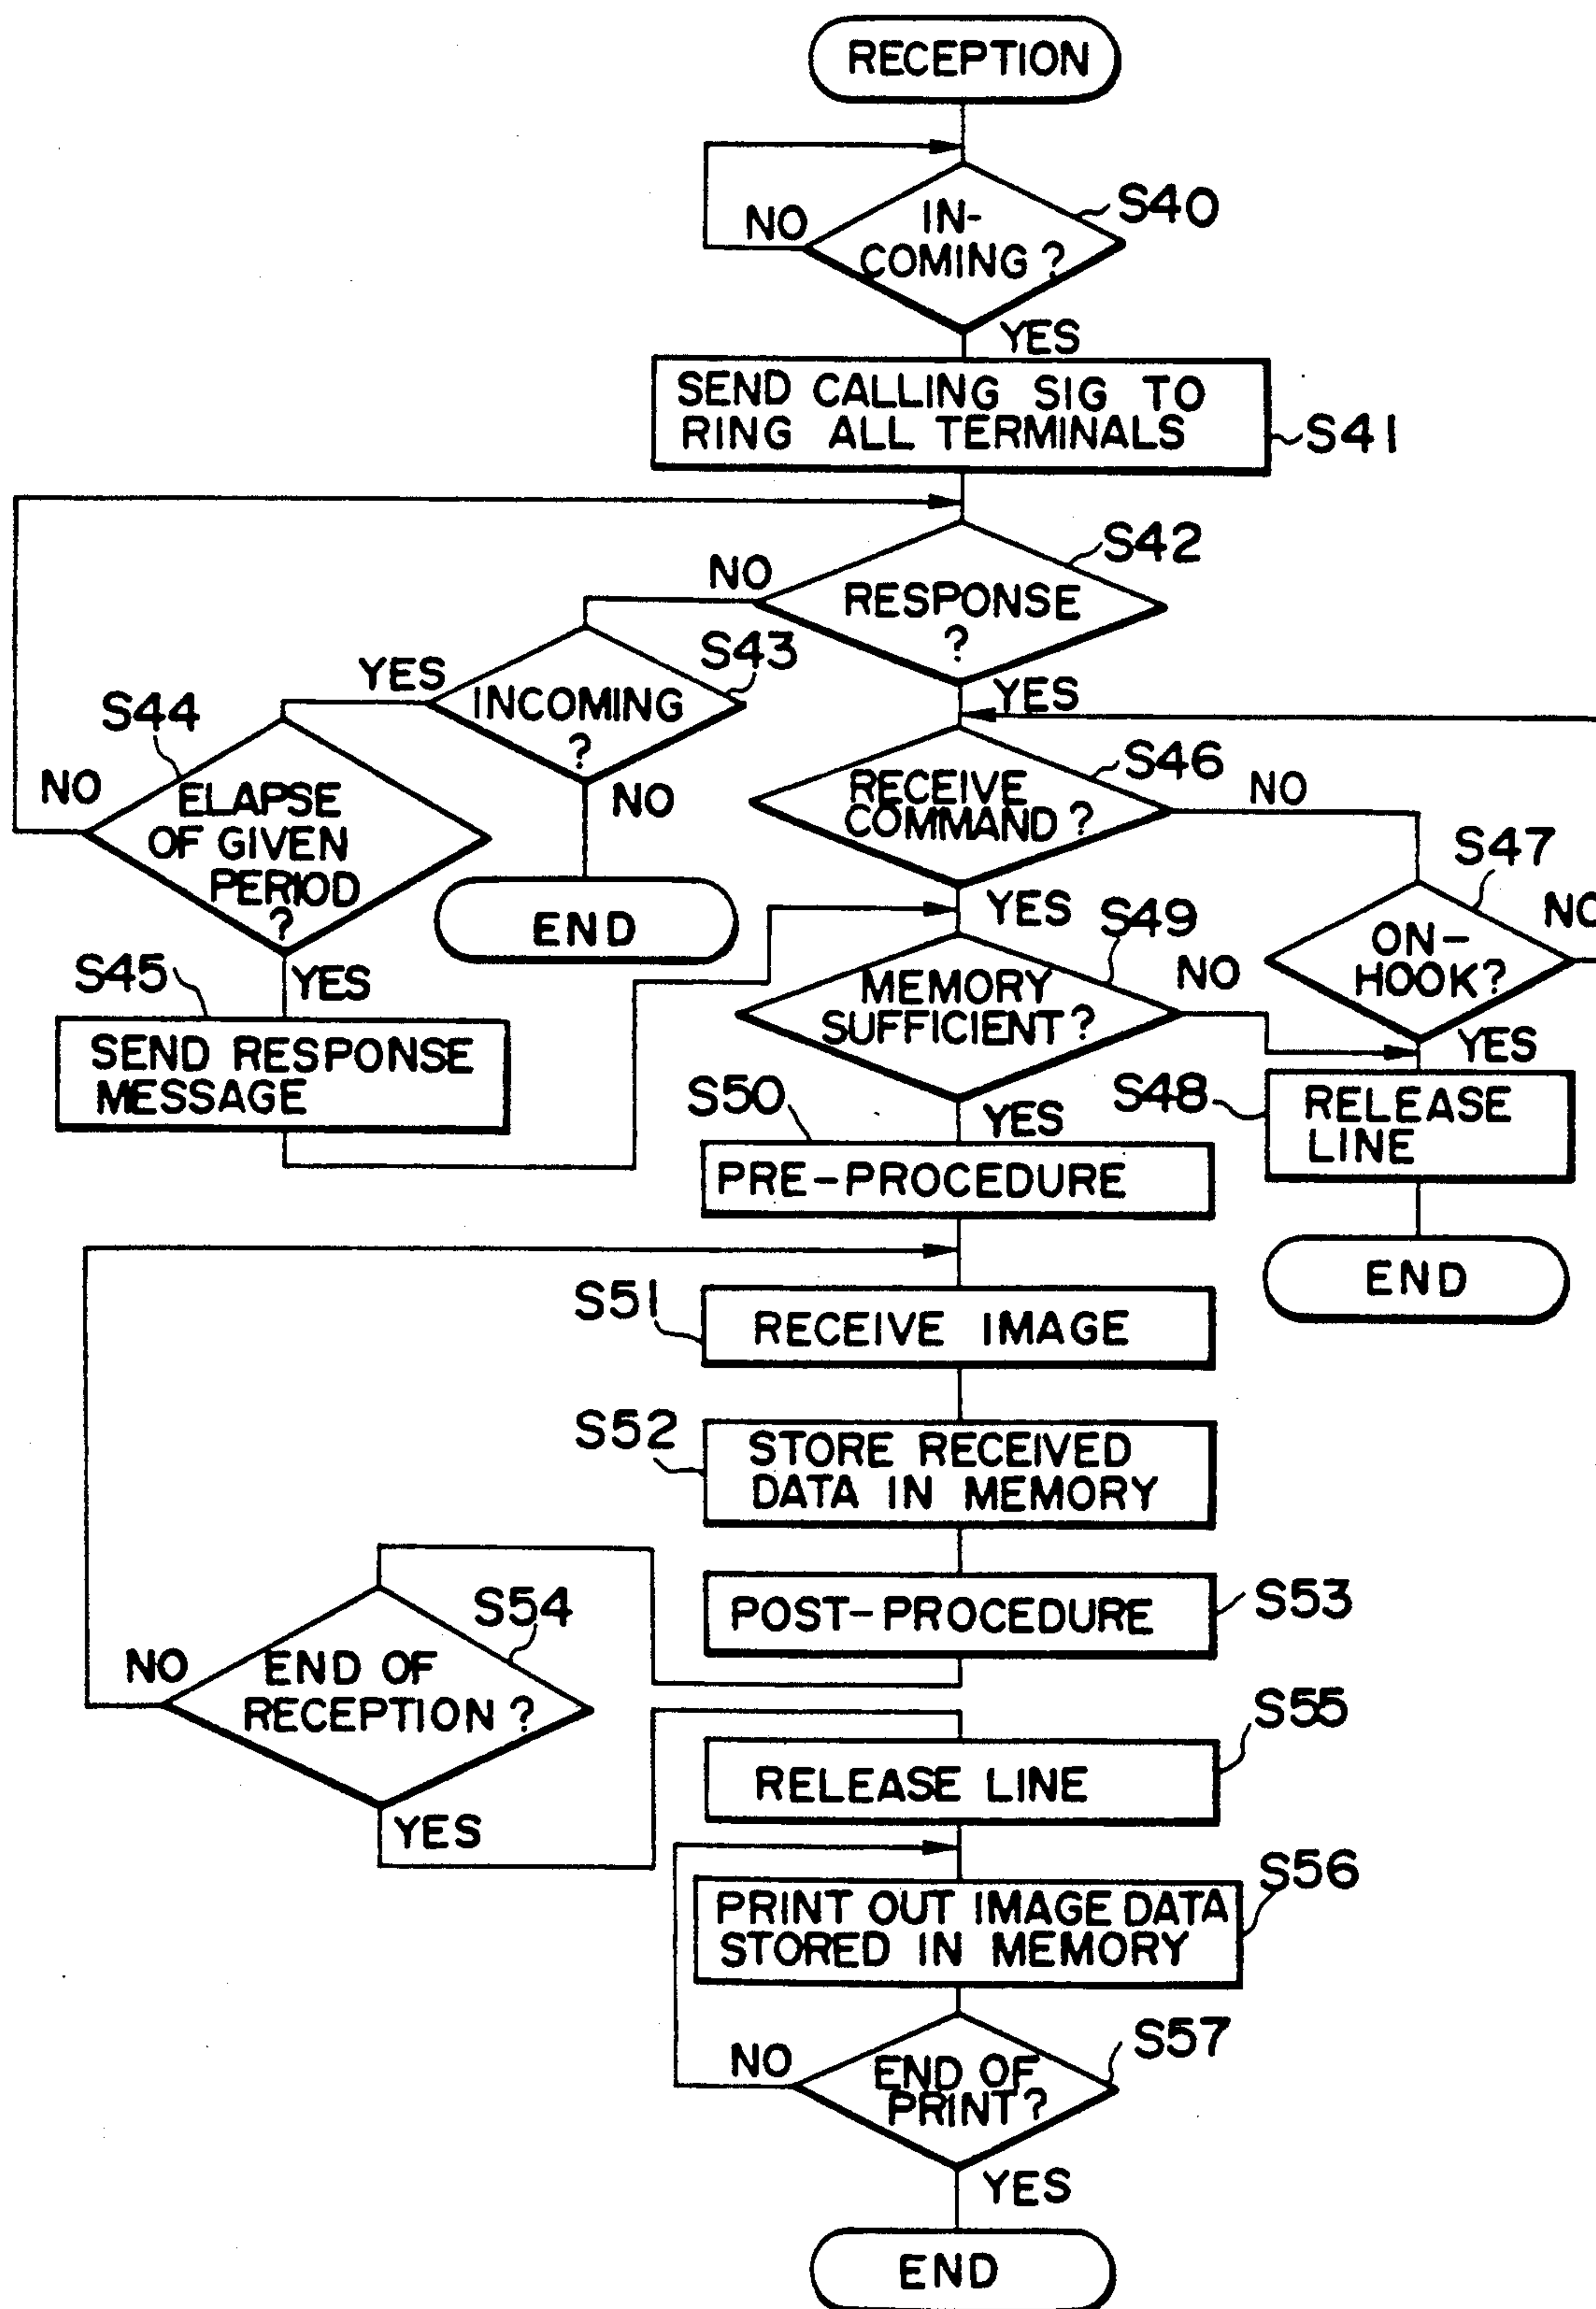 RECEPTION
S40
IN-
COMING ?
NO
YES
SEND CALLING SIG TO
RING ALL TERMINALS
S41
S42
NO
RESPONSE
?
YES
S43
YES
INCOMING
?
NO
END
S44
NO
ELAPSE
OF GIVEN
PERIOD
?
YES
S45
SEND RESPONSE
MESSAGE
S46
RECEIVE
COMMAND ?
NO
YES
S47
ON-
HOOK?
NO
YES
S49
MEMORY
SUFFICIENT ?
NO
YES
S48
RELEASE
LINE
END
S50
PRE-PROCEDURE
S51
RECEIVE IMAGE
S52
STORE RECEIVED
DATA IN MEMORY
POST-PROCEDURE
S53
S54
NO
END OF
RECEPTION ?
YES
S55
RELEASE LINE
S56
PRINT OUT IMAGE DATA
STORED IN MEMORY
S57
NO
END OF
PRINT ?
YES
END